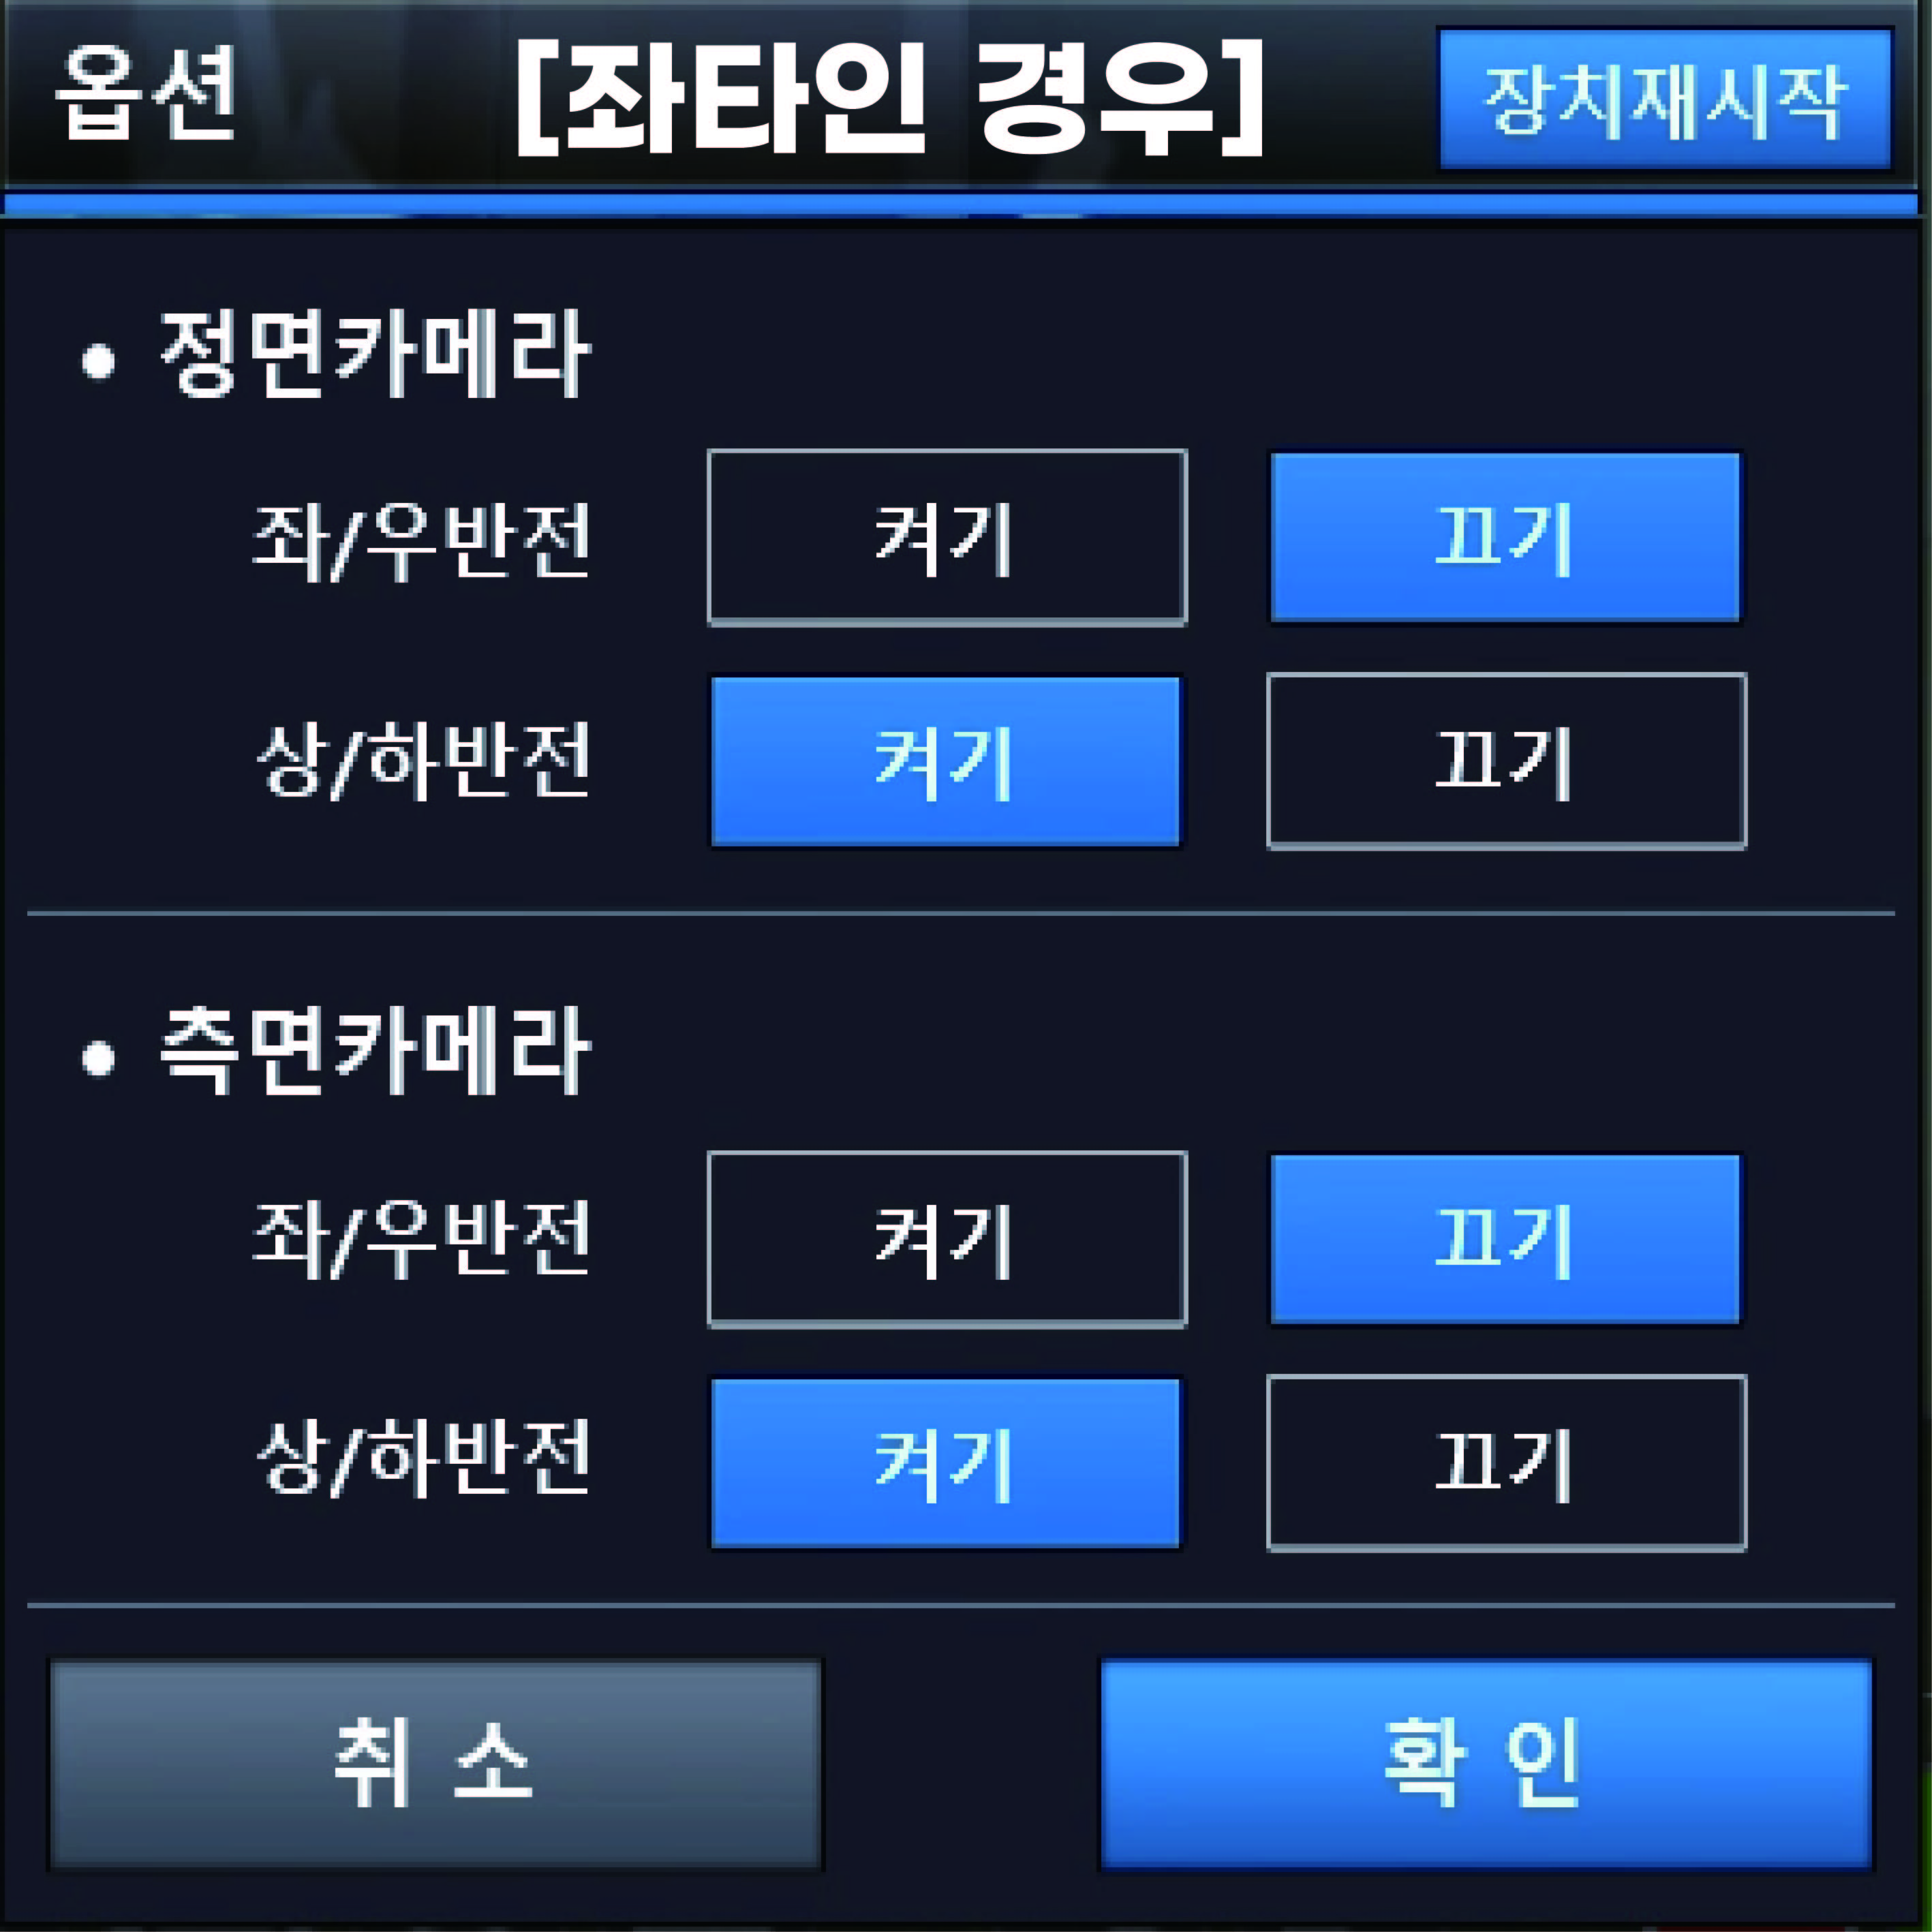 옵션 [좌타인 경우] 장치재시작
• 정면카메라
좌/우반전 켜기 끄기
상/하반전 켜기 끄기
• 측면카메라
좌/우반전 켜기 끄기
상/하반전 켜기 끄기
취 소 확 인